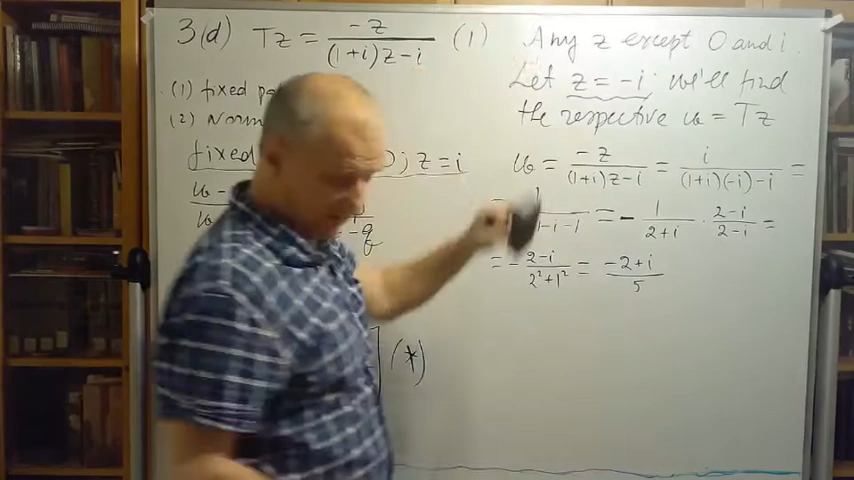 3(d) Tz = -z / ((1+i)z-i) (1)
(1) fixed
(2) Norm
fixed ; z = i
w -
-q
(*)
Any z except 0 and i.
Let z = -i. We'll find
the respective w = Tz
w = -z / ((1+i)z-i) = i / ((1+i)(-i)-i) =
-i-1 = - 1 / (2+i) · (2-i) / (2-i) =
= - (2-i) / (2²+1²) = (-2+i) / 5